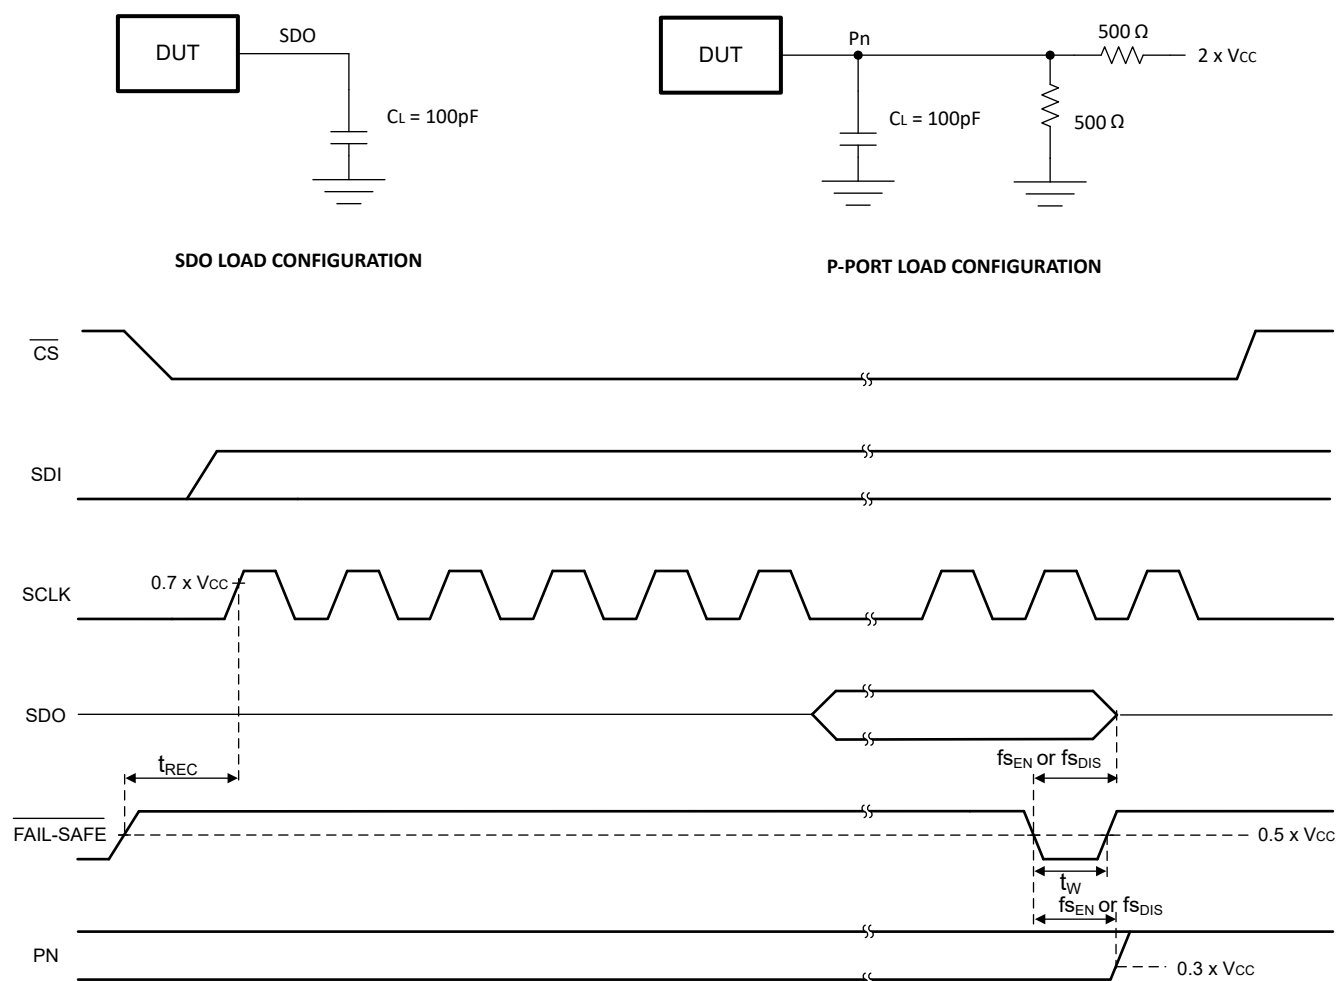 DUT
SDO
CL = 100pF
SDO LOAD CONFIGURATION
DUT
Pn
500 Ω
2 x Vcc
CL = 100pF
500 Ω
P-PORT LOAD CONFIGURATION
CS
SDI
SCLK
0.7 x Vcc
SDO
tREC
fsEN or fsDIS
FAIL-SAFE
0.5 x Vcc
tW
fsEN or fsDIS
PN
0.3 x Vcc